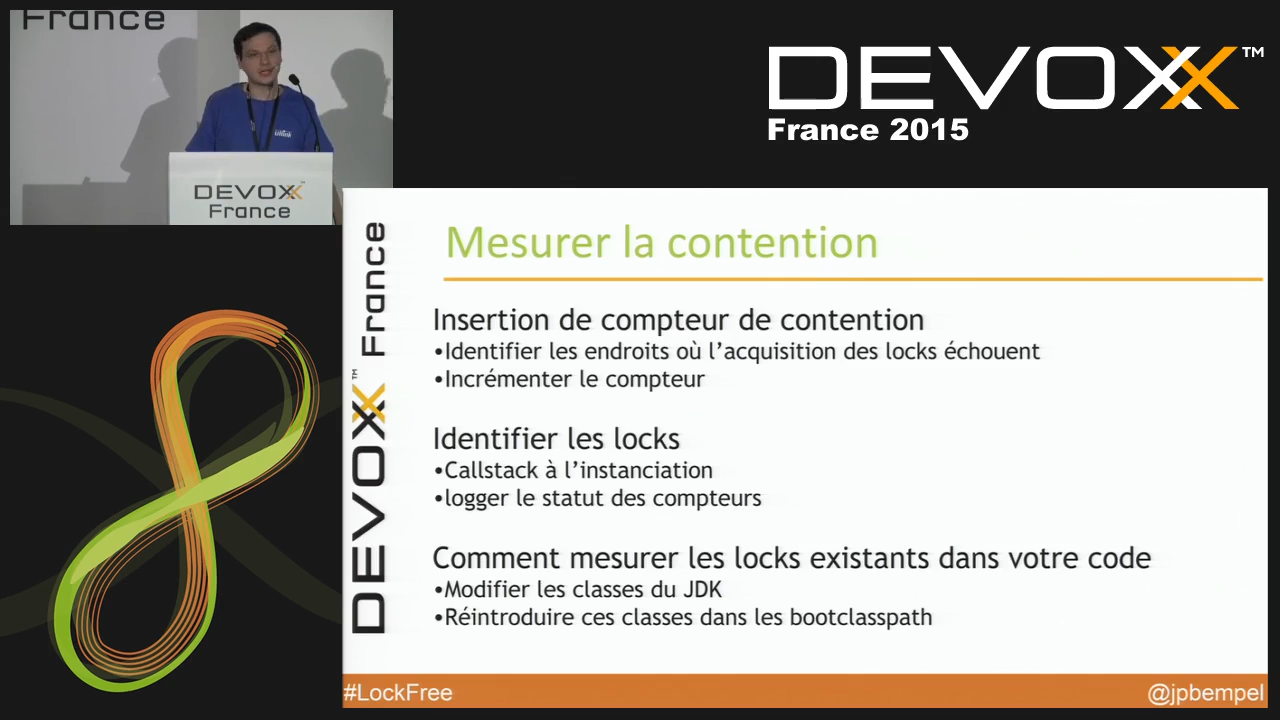 France
DEVOXX
France
DEVOXX™
France 2015
DEVOXX™ France
Mesurer la contention
Insertion de compteur de contention
•Identifier les endroits où l’acquisition des locks échouent
•Incrémenter le compteur
Identifier les locks
•Callstack à l’instanciation
•logger le statut des compteurs
Comment mesurer les locks existants dans votre code
•Modifier les classes du JDK
•Réintroduire ces classes dans les bootclasspath
#LockFree
@jpbempel